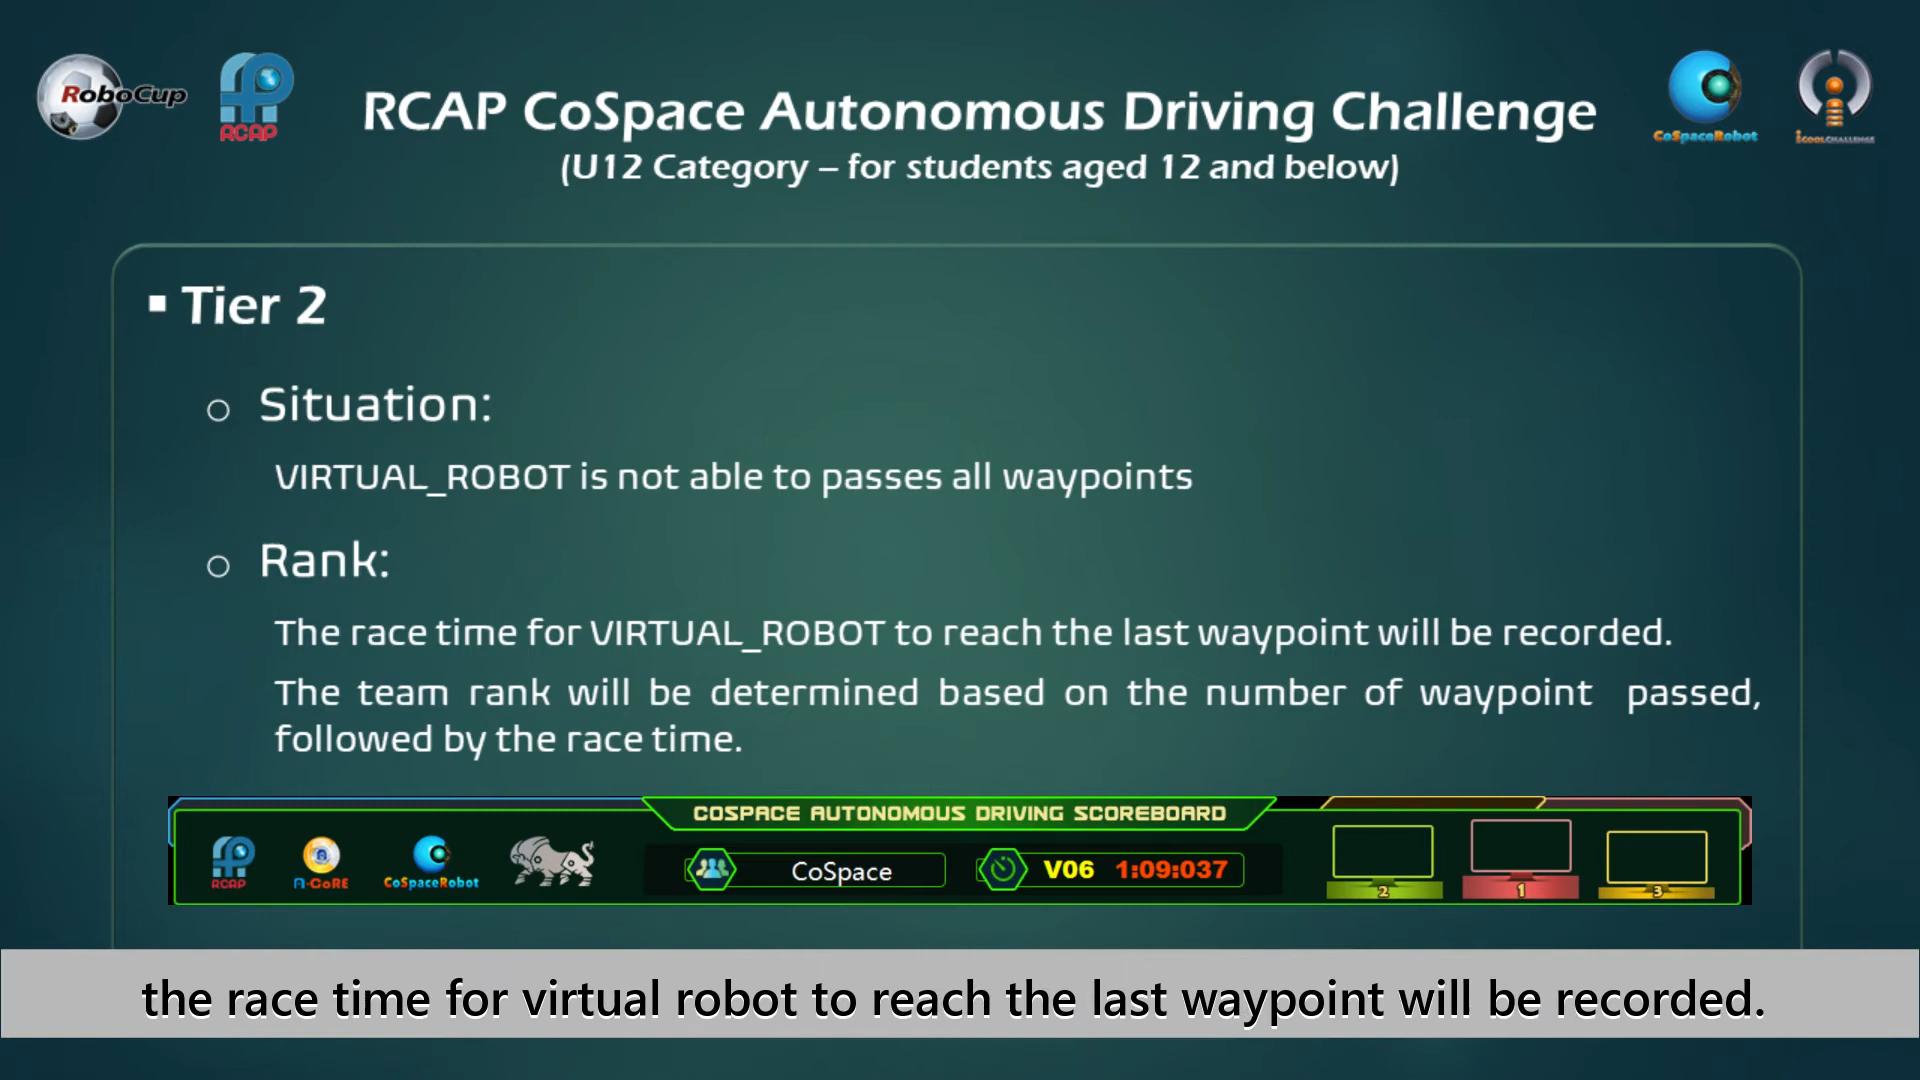 RoboCup
RCAP
RCAP CoSpace Autonomous Driving Challenge
(U12 Category – for students aged 12 and below)
CoSpaceRobot
iCOOLCHALLENGE
▪ Tier 2
o Situation:
VIRTUAL_ROBOT is not able to passes all waypoints
o Rank:
The race time for VIRTUAL_ROBOT to reach the last waypoint will be recorded.
The team rank will be determined based on the number of waypoint passed,
followed by the race time.
COSPACE AUTONOMOUS DRIVING SCOREBOARD
RCAP
A-CoRE
CoSpaceRobot
CoSpace
V06 1:09:037
2
1
3
the race time for virtual robot to reach the last waypoint will be recorded.